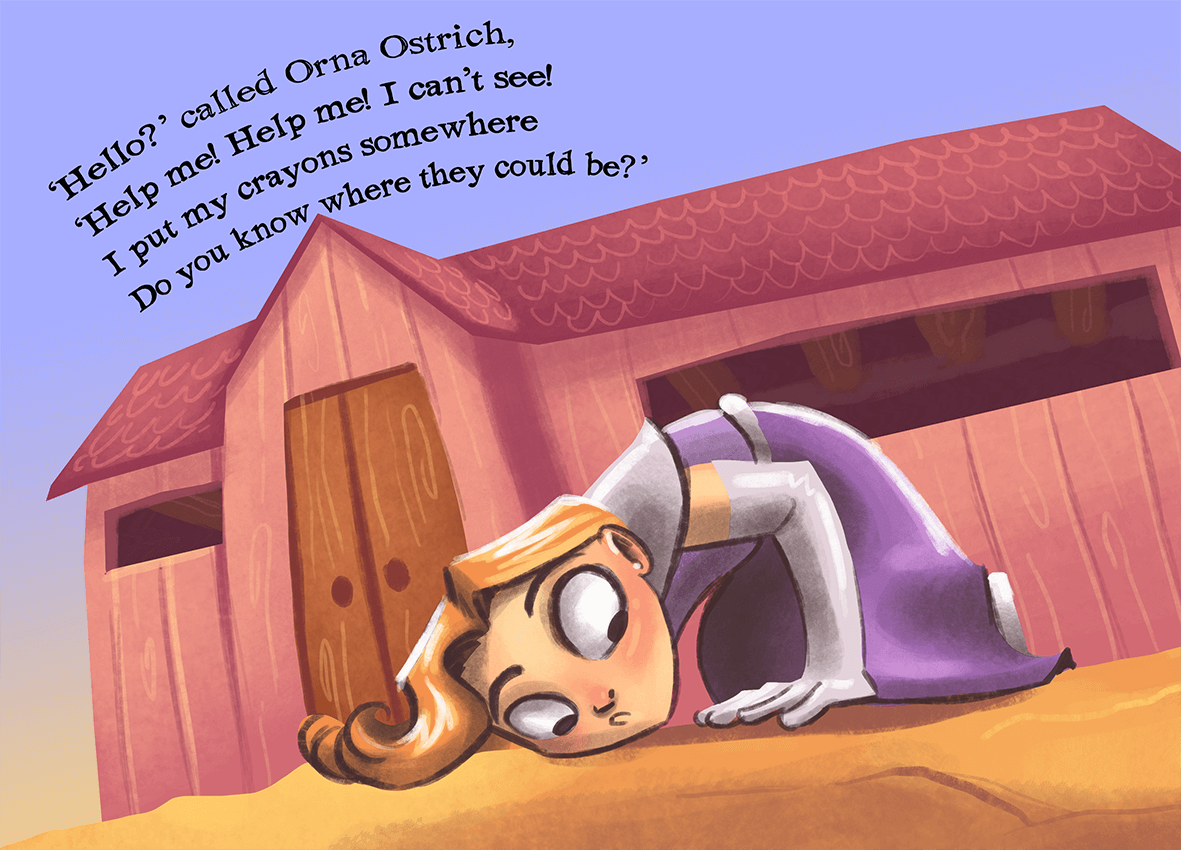 ‘Hello?’ called Orna Ostrich,
‘Help me! Help me! I can’t see!
I put my crayons somewhere
Do you know where they could be?’